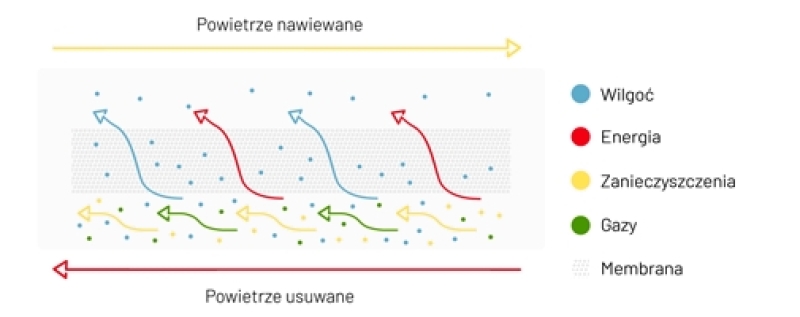 Powietrze nawiewane
Wilgoć
Energia
Zanieczyszczenia
Gazy
Membrana
Powietrze usuwane